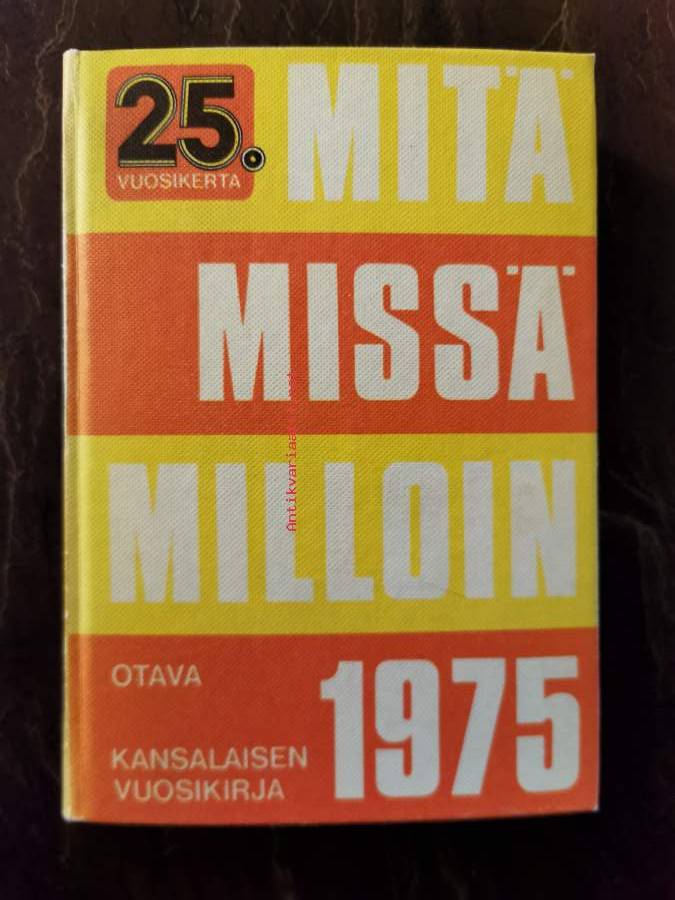 25.
VUOSIKERTA
MITÄ
MISSÄ
MILLOIN
1975
OTAVA
KANSALAISEN
VUOSIKIRJA